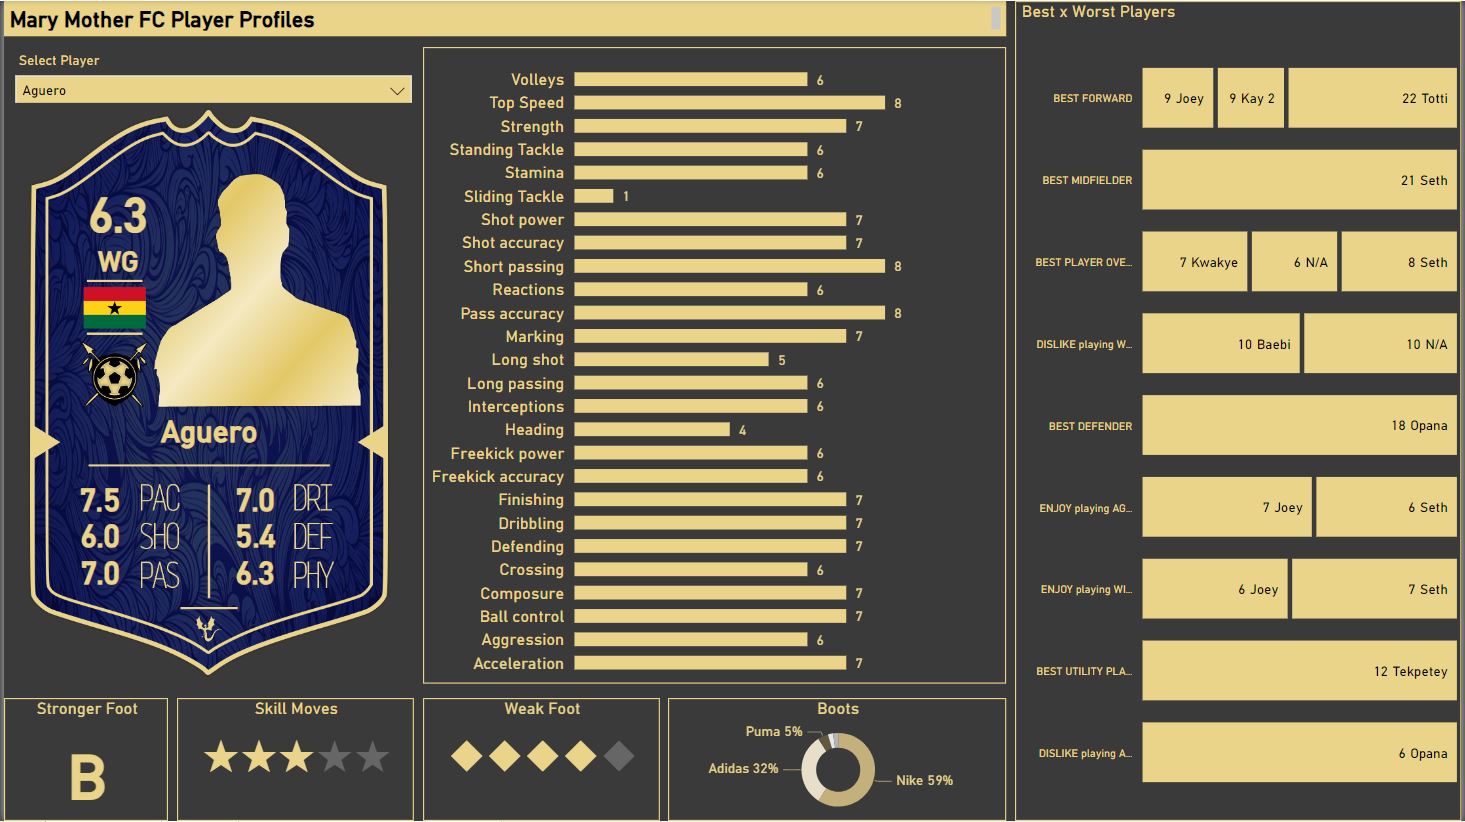 Mary Mother FC Player Profiles
Select Player
Aguero
6.3
WG
Aguero
7.5 PAC 7.0 DRI
6.0 SHO 5.4 DEF
7.0 PAS 6.3 PHY
Volleys 6
Top Speed 8
Strength 7
Standing Tackle 6
Stamina 6
Sliding Tackle 1
Shot power 7
Shot accuracy 7
Short passing 8
Reactions 6
Pass accuracy 8
Marking 7
Long shot 5
Long passing 6
Interceptions 6
Heading 4
Freekick power 6
Freekick accuracy 6
Finishing 7
Dribbling 7
Defending 7
Crossing 6
Composure 7
Ball control 7
Aggression 6
Acceleration 7
Stronger Foot
B
Skill Moves
Weak Foot
Boots
Puma 5%
Adidas 32%
Nike 59%
Best x Worst Players
BEST FORWARD 9 Joey 9 Kay 2 22 Totti
BEST MIDFIELDER 21 Seth
BEST PLAYER OVE... 7 Kwakye 6 N/A 8 Seth
DISLIKE playing W... 10 Baebi 10 N/A
BEST DEFENDER 18 Opana
ENJOY playing AG... 7 Joey 6 Seth
ENJOY playing WI... 6 Joey 7 Seth
BEST UTILITY PLA... 12 Tekpetey
DISLIKE playing A... 6 Opana